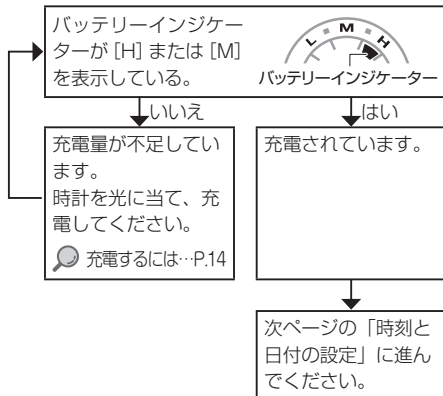 バッテリーインジケー
ターが [H] または [M]
を表示している。
L M H
バッテリーインジケーター
いいえ
はい
充電量が不足してい
ます。
時計を光に当て、充
電してください。
充電するには…P.14
充電されています。
次ページの「時刻と
日付の設定」に進ん
でください。